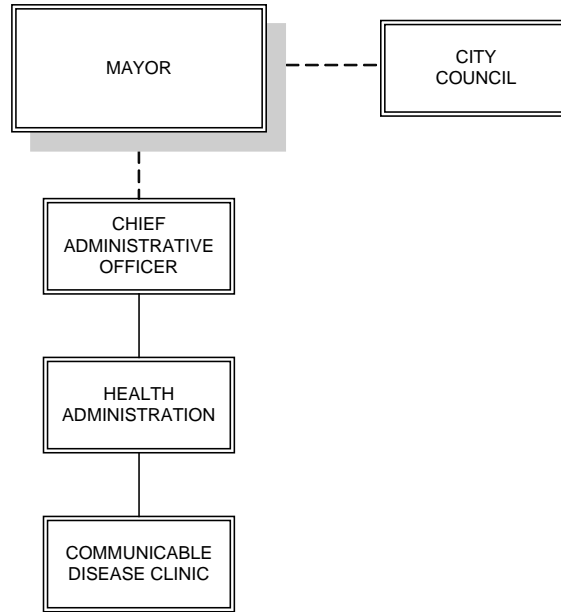 MAYOR
CITY
COUNCIL
CHIEF
ADMINISTRATIVE
OFFICER
HEALTH
ADMINISTRATION
COMMUNICABLE
DISEASE CLINIC